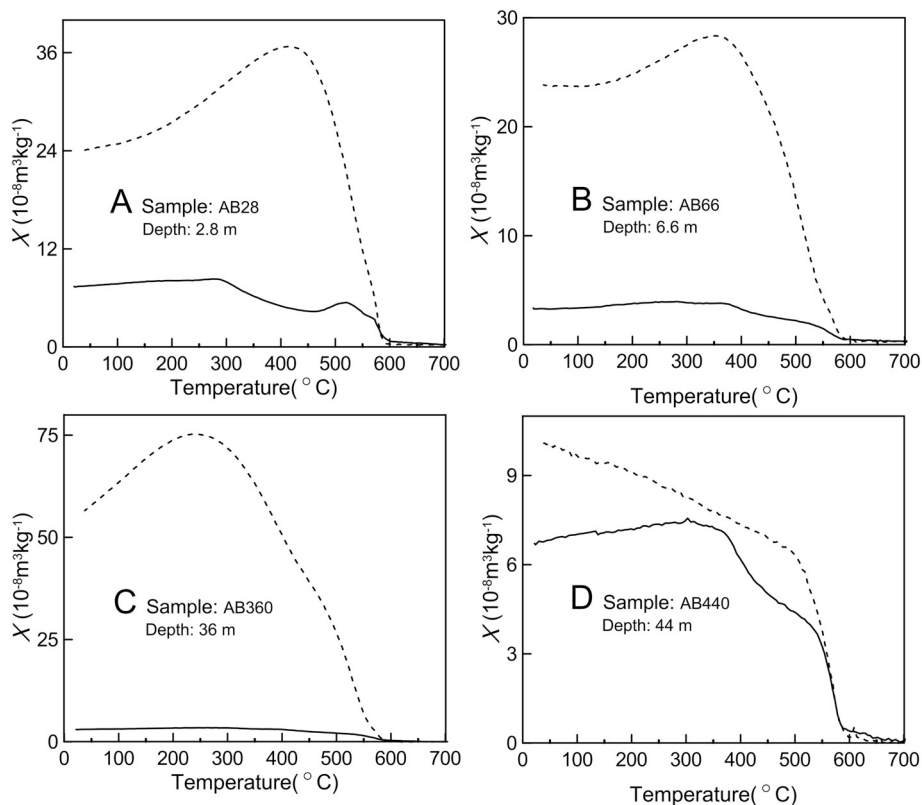 36
24
12
0
X (10⁻⁸m³kg⁻¹)
A Sample: AB28
Depth: 2.8 m
0 100 200 300 400 500 600 700
Temperature(°C)
30
20
10
0
X (10⁻⁸m³kg⁻¹)
B Sample: AB66
Depth: 6.6 m
0 100 200 300 400 500 600 700
Temperature(°C)
75
50
25
0
X (10⁻⁸m³kg⁻¹)
C Sample: AB360
Depth: 36 m
0 100 200 300 400 500 600 700
Temperature(°C)
9
6
3
0
X (10⁻⁸m³kg⁻¹)
D Sample: AB440
Depth: 44 m
0 100 200 300 400 500 600 700
Temperature(°C)